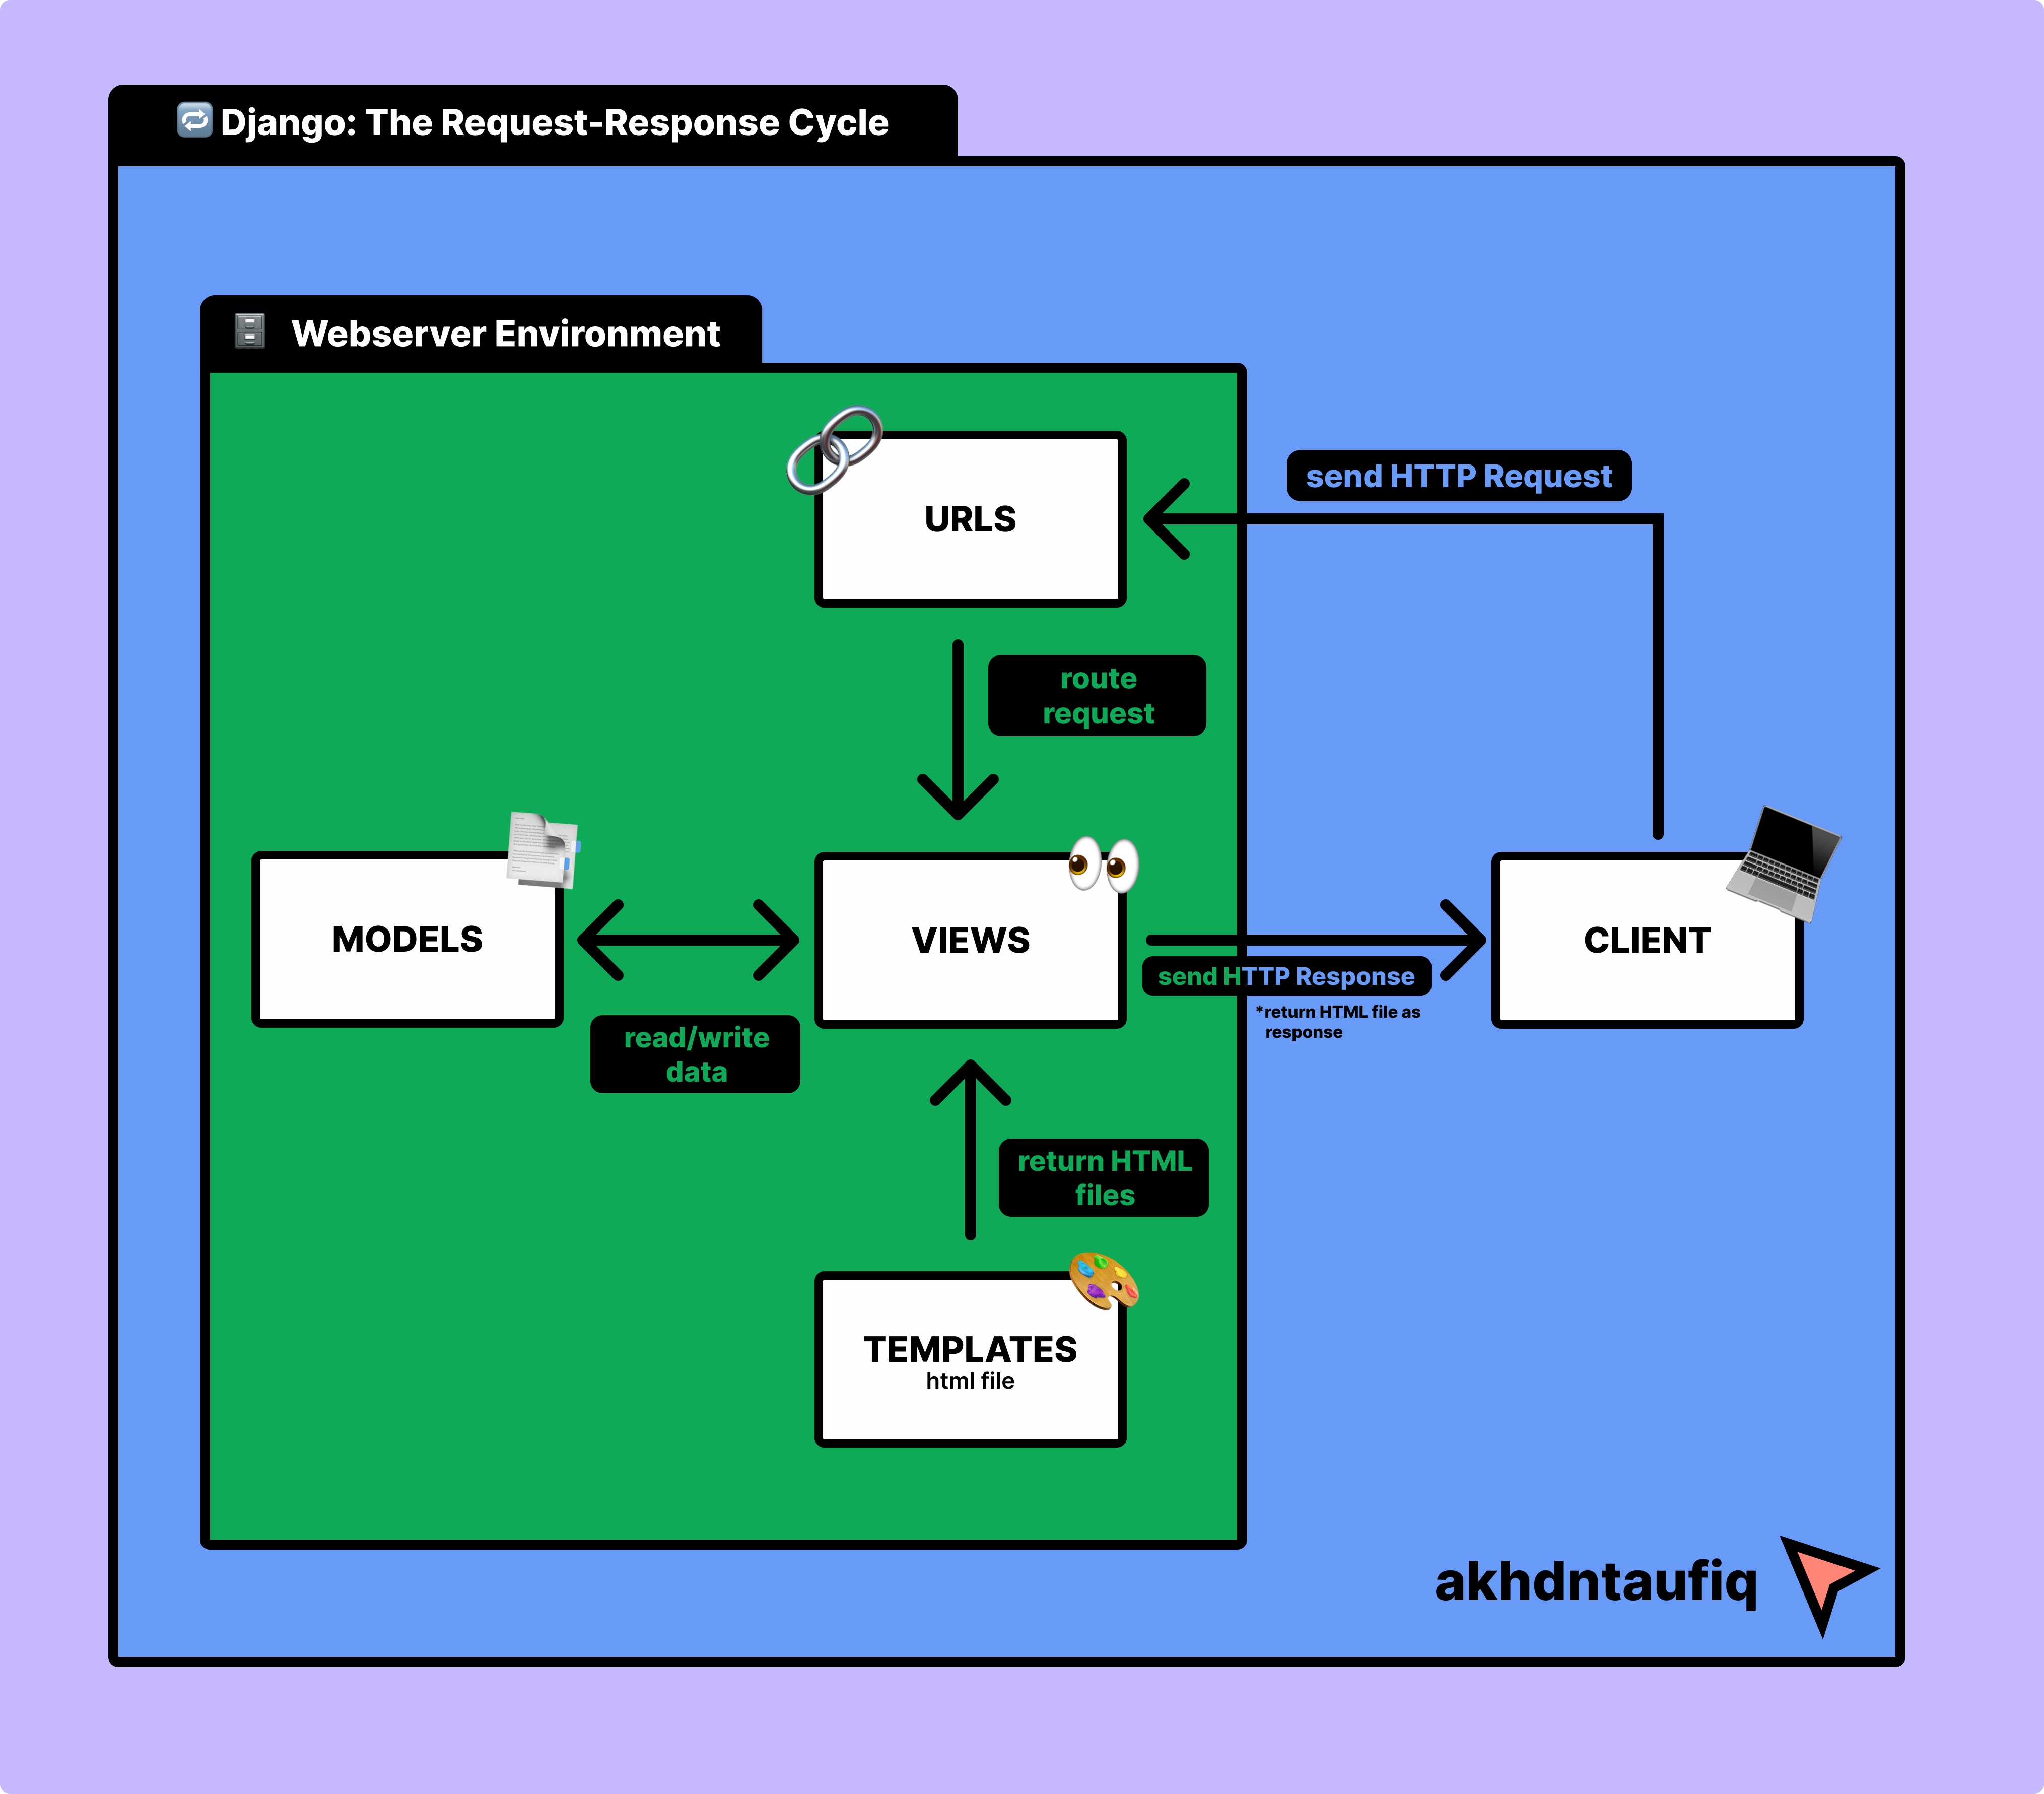 Django: The Request-Response Cycle
Webserver Environment
URLS
send HTTP Request
route
request
MODELS
VIEWS
CLIENT
send HTTP Response
*return HTML file as
response
read/write
data
return HTML
files
TEMPLATES
html file
akhdntaufiq